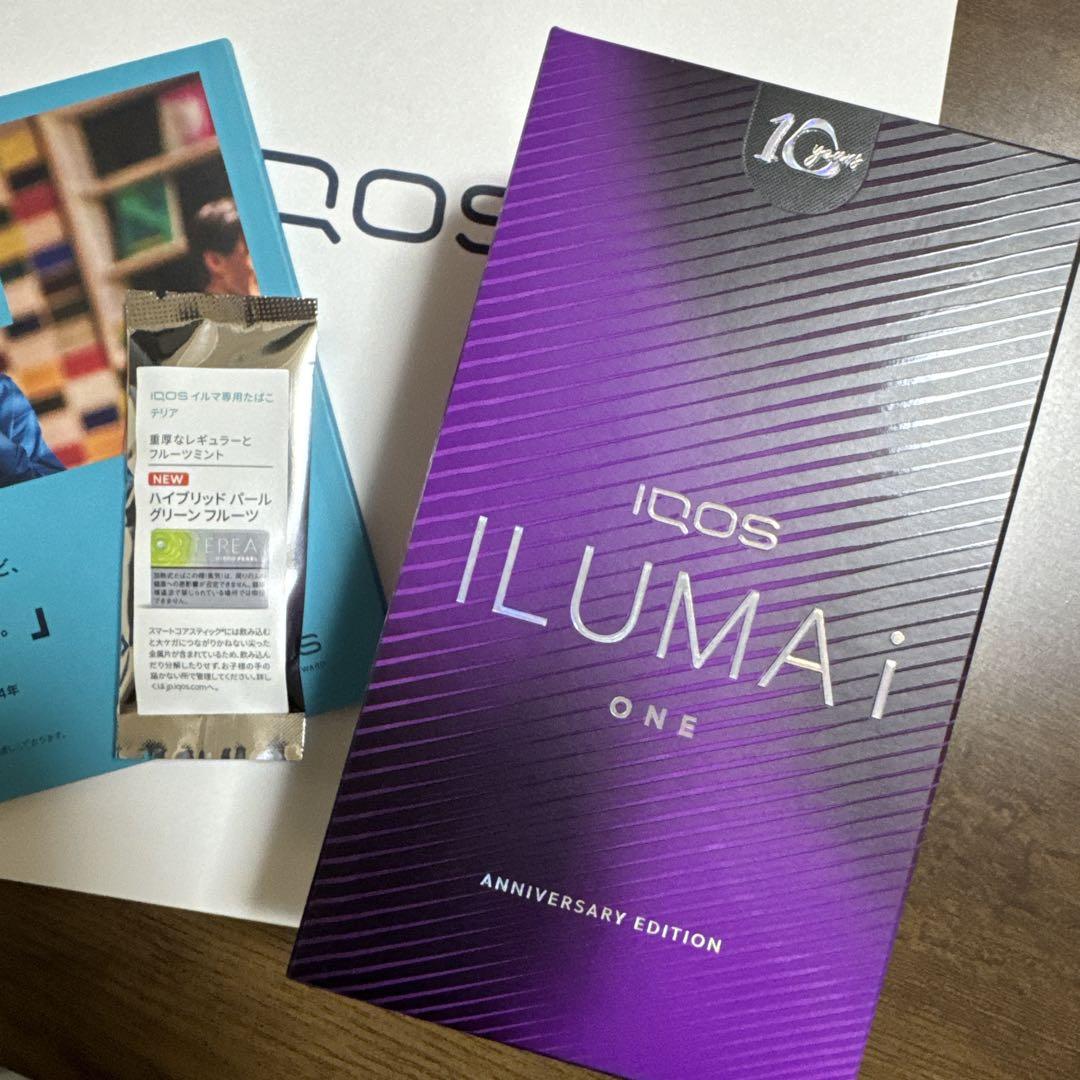 IQOS
10
years
IQOS
ILUMA i
ONE
ANNIVERSARY EDITION
IQOS イルマ専用たばこ
テリア
重厚なレギュラーと
フルーツミント
NEW
ハイブリッド パール
グリーン フルーツ
TEREA
スマートコアスティック®には飲み込む
と大ケガにつながりかねない尖った
金属片が含まれているため、飲み込ん
だり分解したりせず、お子様の手の
届かない所で管理してください。詳し
くは jp.iqos.comへ。
ど、
。」
4年